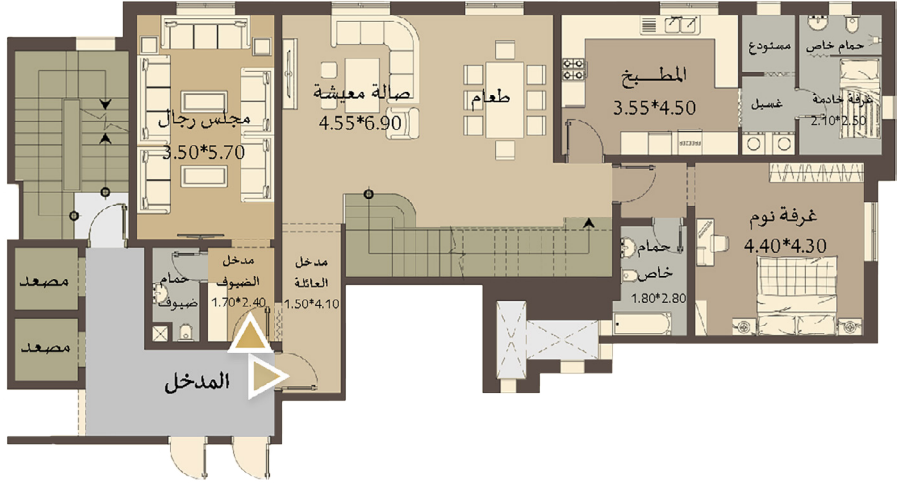 مجلس رجال
3.50*5.70
صالة معيشة
4.55*6.90
طعام
المطبخ
3.55*4.50
مستودع
حمام خاص
غسيل
غرفة خادمة
2.10*2.50
غرفة نوم
4.40*4.30
حمام
خاص
1.80*2.80
مدخل
العائلة
1.50*4.10
مدخل
الضيوف
1.70*2.40
حمام
ضيوف
مصعد
مصعد
المدخل